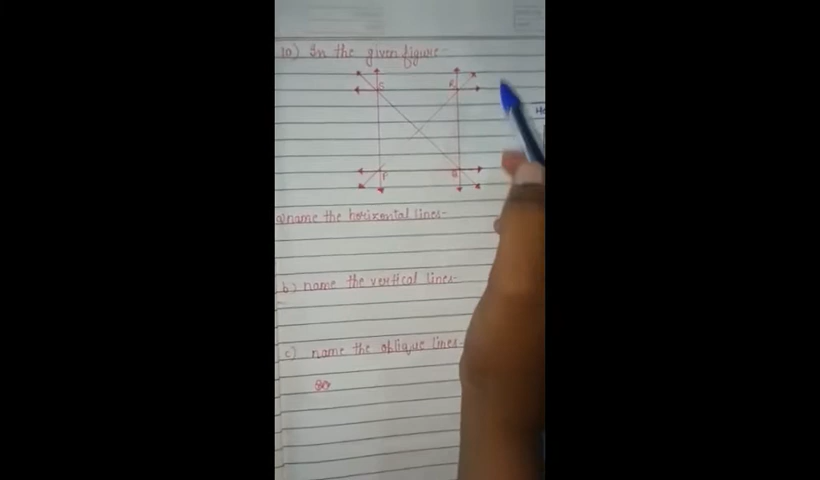 10) In the given figure-
S R
P Q
a) name the horizontal lines-
b) name the vertical lines-
c) name the oblique lines-